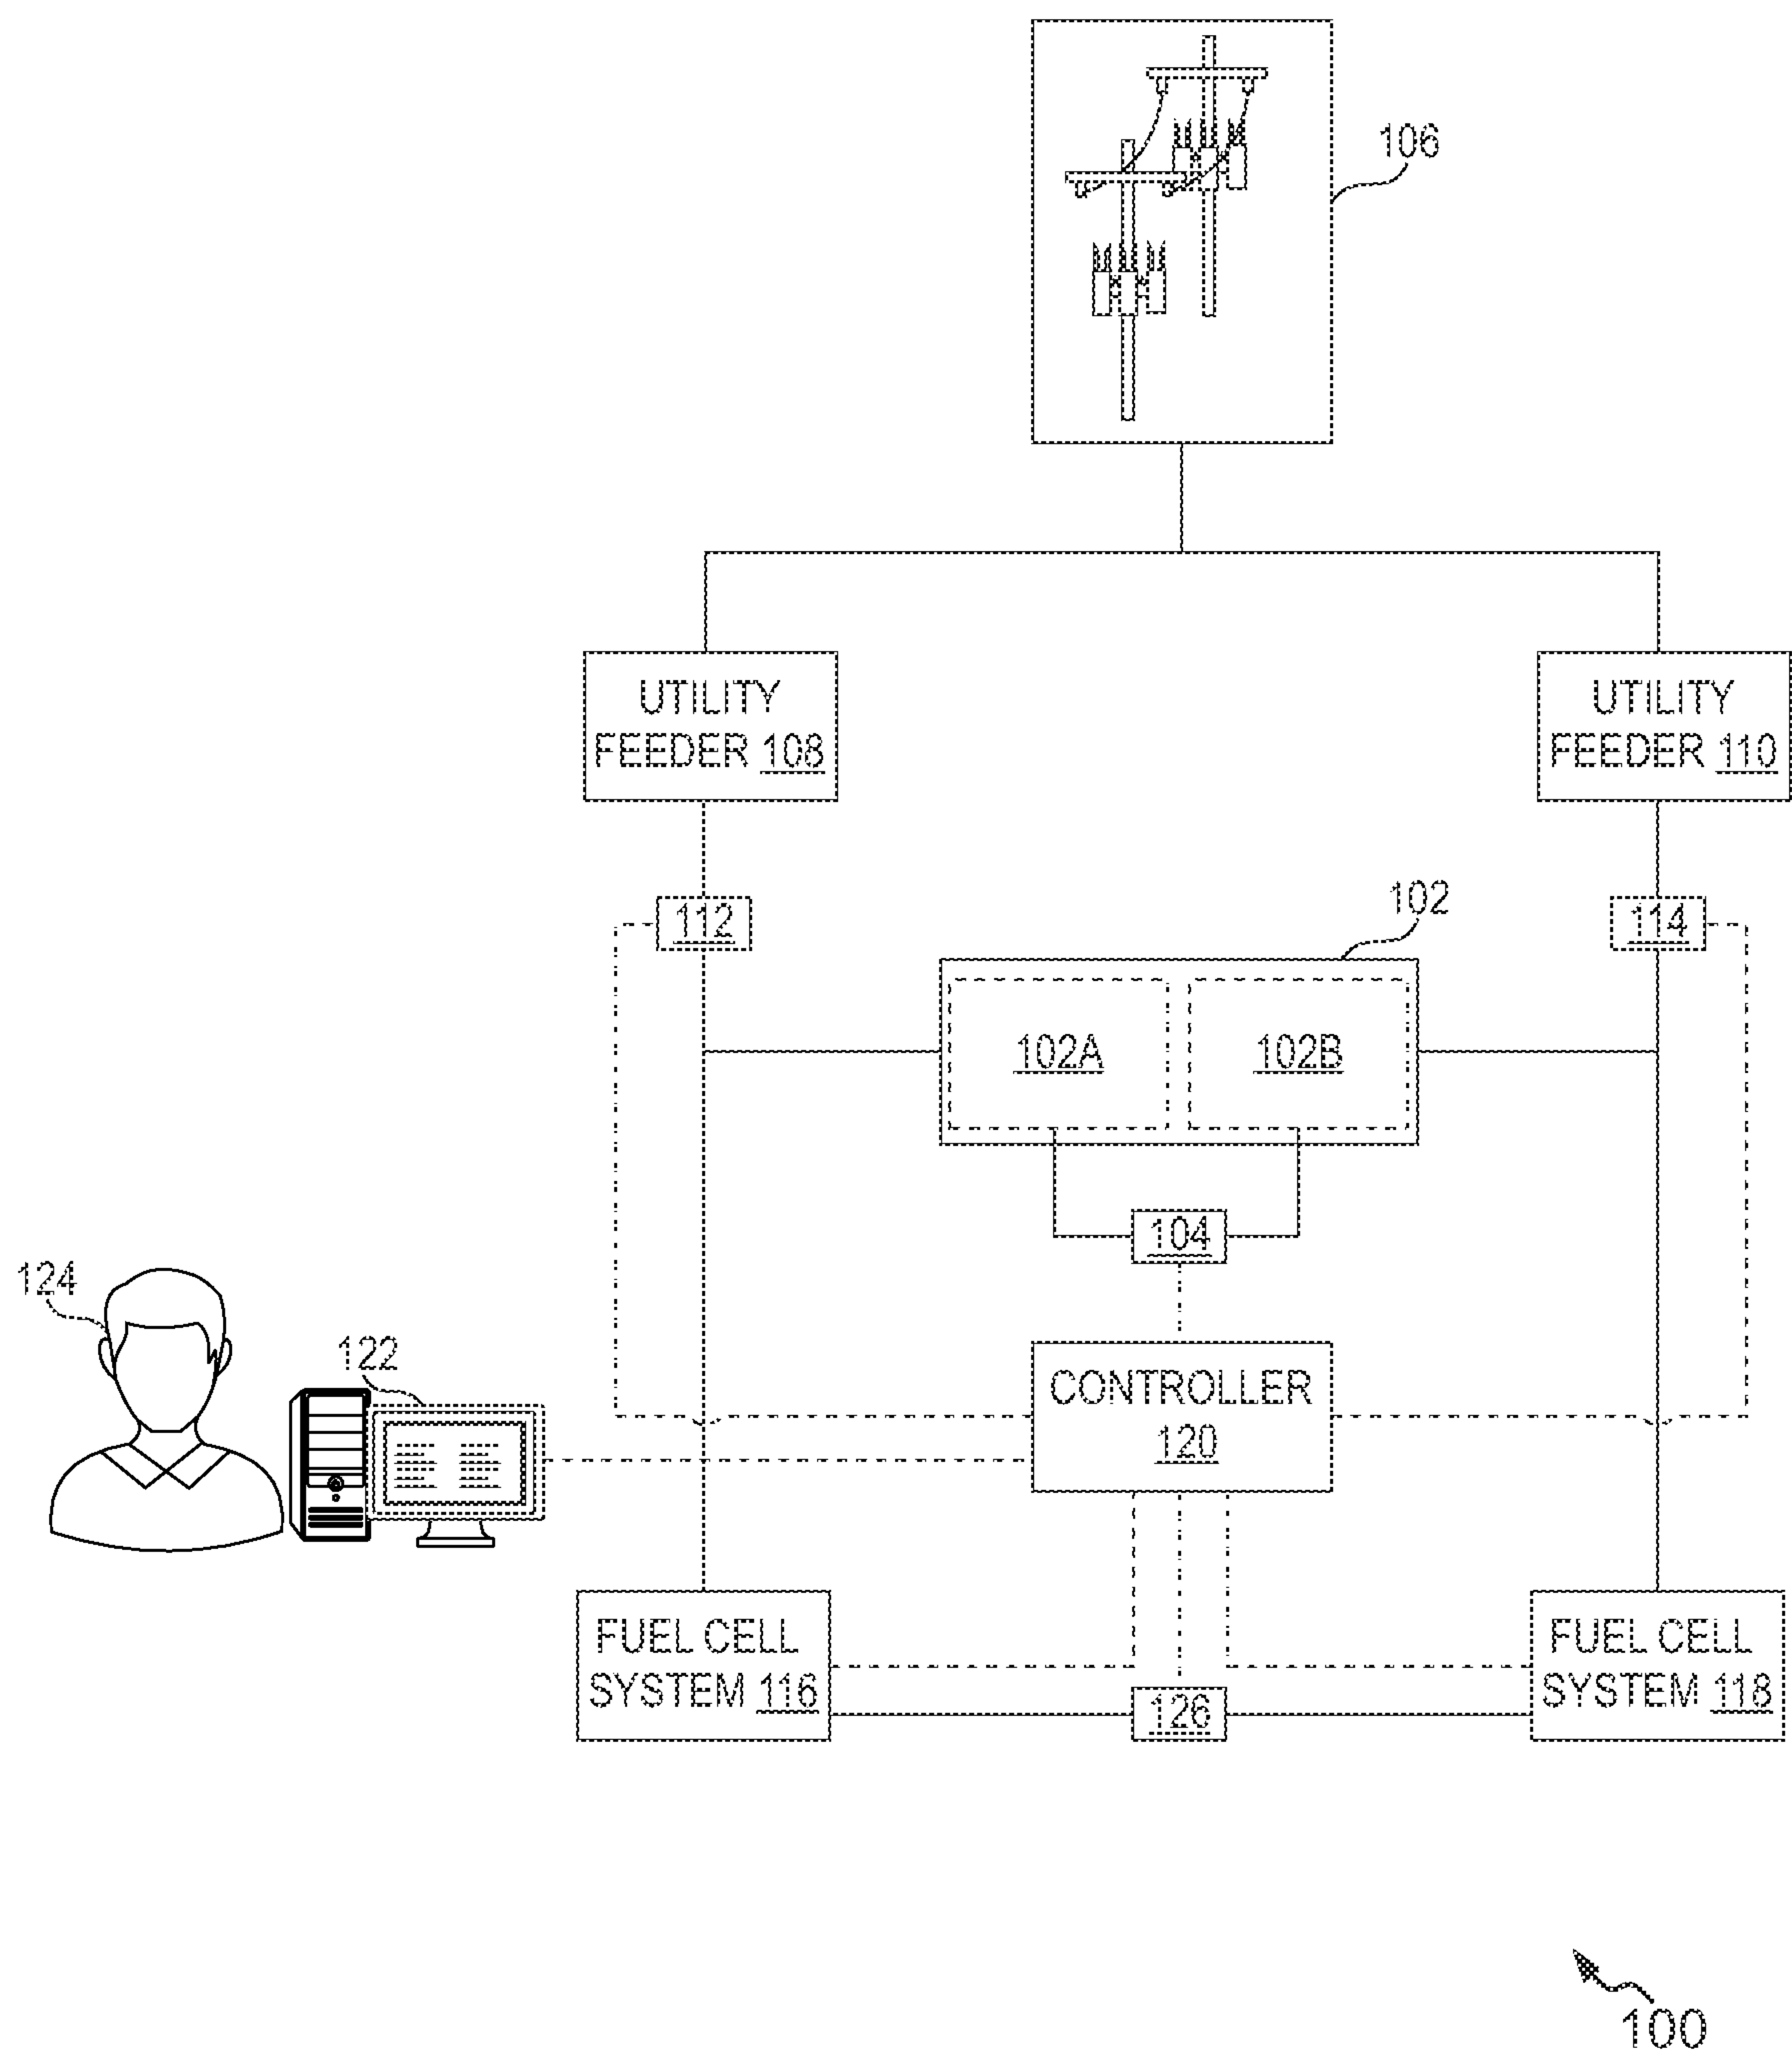 106
UTILITY
FEEDER 108
UTILITY
FEEDER 110
112
102
114
102A
102B
104
124
122
CONTROLLER
120
FUEL CELL
SYSTEM 116
126
FUEL CELL
SYSTEM 118
100